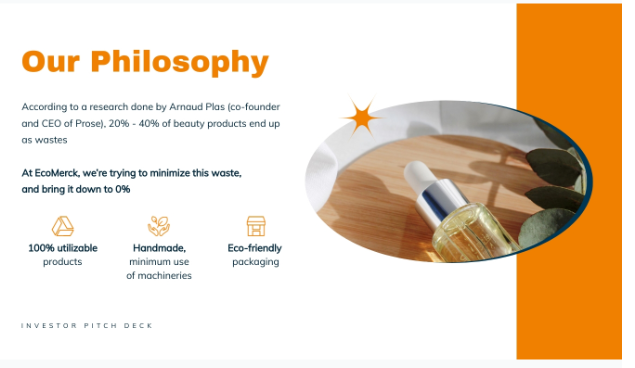 Our Philosophy
According to a research done by Arnaud Plas (co-founder
and CEO of Prose), 20% - 40% of beauty products end up
as wastes
At EcoMerck, we're trying to minimize this waste,
and bring it down to 0%
100% utilizable
products
Handmade,
minimum use
of machineries
Eco-friendly
packaging
INVESTOR PITCH DECK